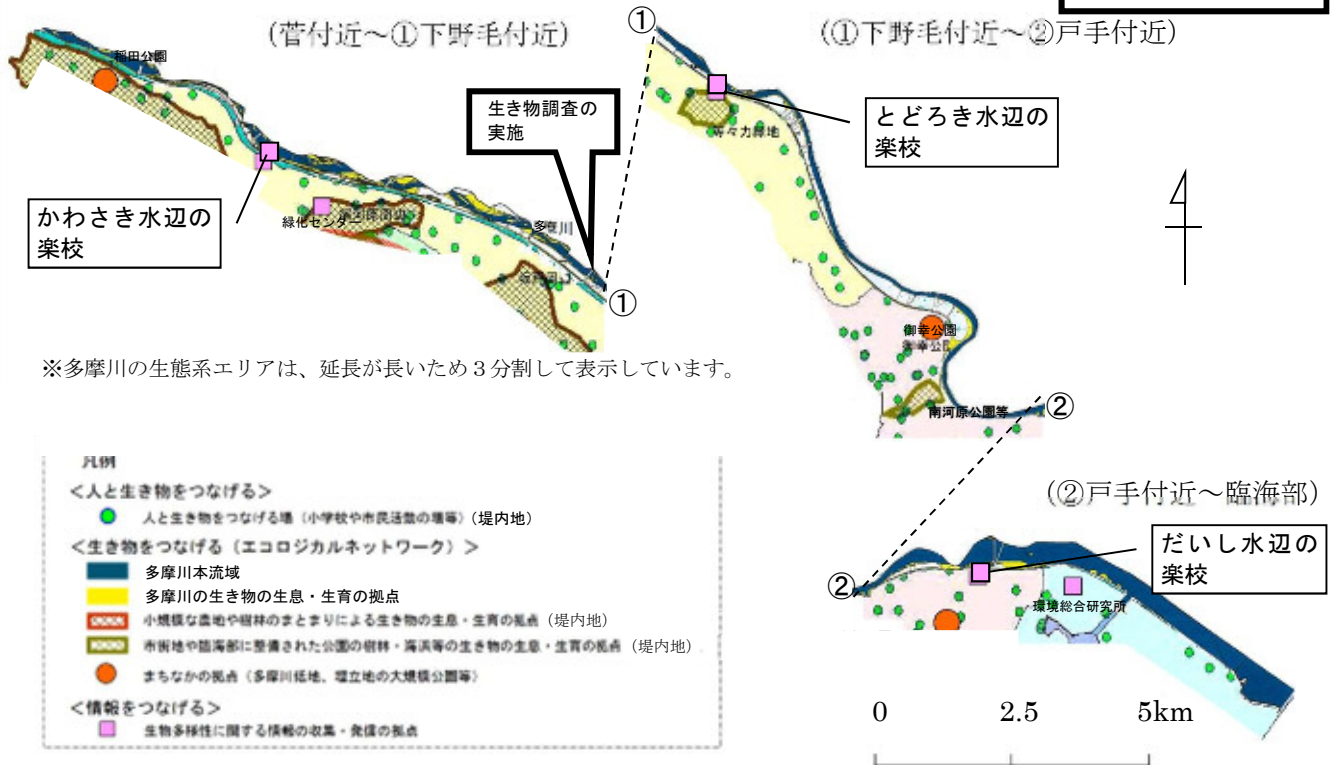 (菅付近～①下野毛付近)
①
(①下野毛付近～②戸手付近)
稲田公園
生き物調査の
実施
とどろき水辺の
楽校
等々力緑地
かわさき水辺の
楽校
緑化センター
多摩川
①
御幸公園
御幸公園
※多摩川の生態系エリアは、延長が長いため３分割して表示しています。
南河原公園等
②
凡例
＜人と生き物をつなげる＞
人と生き物をつなげる場（小学校や市民活動の場等）（堤内地）
＜生き物をつなげる（エコロジカルネットワーク）＞
多摩川本流域
多摩川の生き物の生息・生育の拠点
小規模な農地や樹林のまとまりによる生き物の生息・生育の拠点（堤内地）
市街地や臨海部に整備された公園の樹林・海浜等の生き物の生息・生育の拠点（堤内地）
まちなかの拠点（多摩川低地、埋立地の大規模公園等）
＜情報をつなげる＞
生物多様性に関する情報の収集・発信の拠点
(②戸手付近～臨海部)
だいし水辺の
楽校
②
環境総合研究所
0 2.5 5km